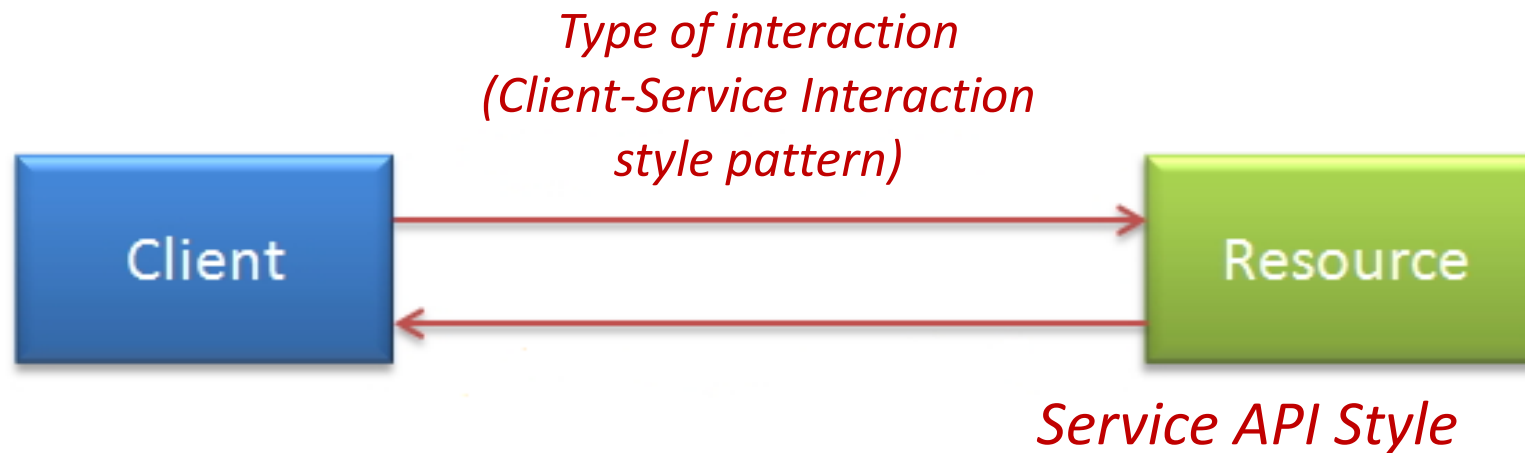 Type of interaction
(Client-Service Interaction
style pattern)
Client
Resource
Service API Style